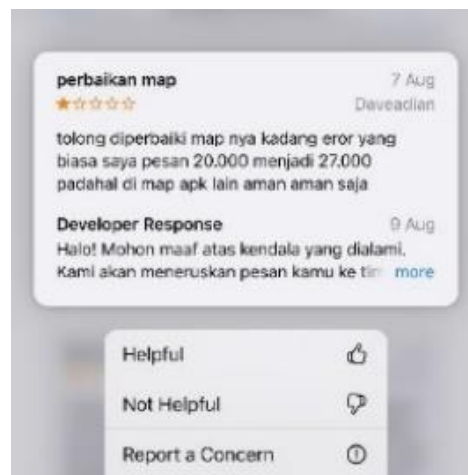 perbaikan map 7 Aug
Daveadian
tolong diperbaiki map nya kadang eror yang
biasa saya pesan 20.000 menjadi 27.000
padahal di map apk lain aman aman saja
Developer Response 9 Aug
Halo! Mohon maaf atas kendala yang dialami.
Kami akan meneruskan pesan kamu ke tim more
Helpful
Not Helpful
Report a Concern